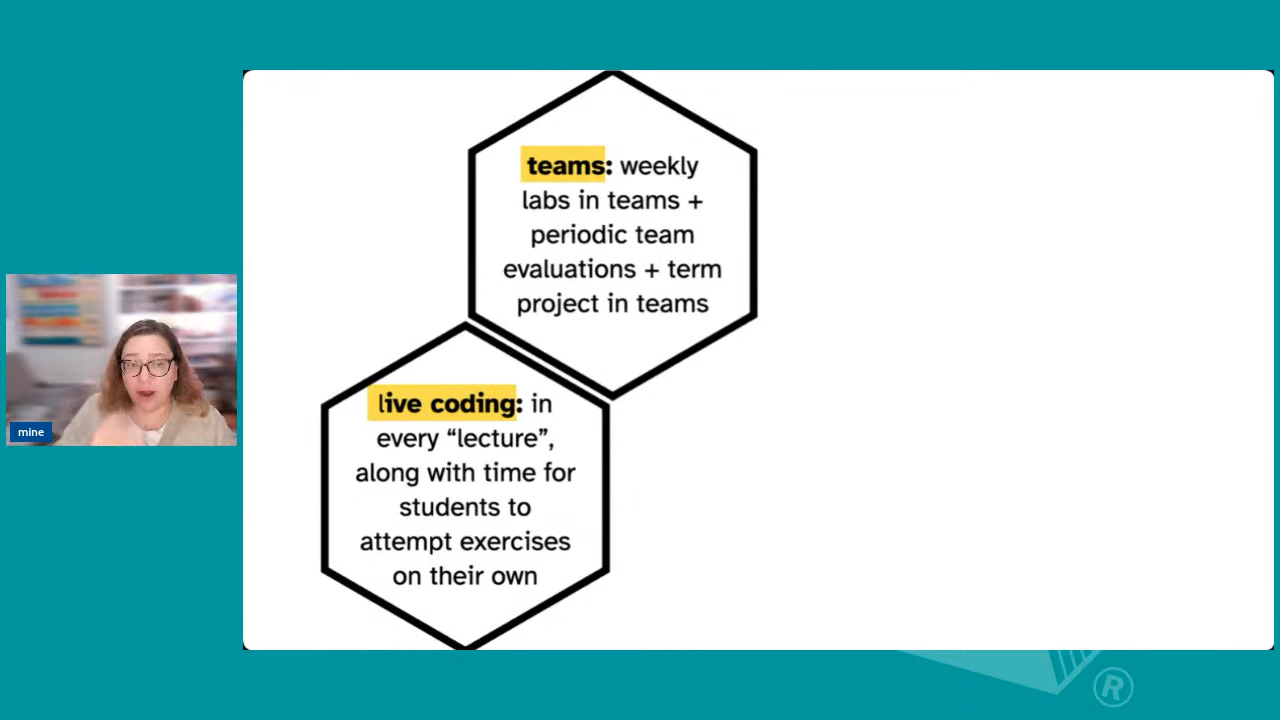 teams: weekly
labs in teams +
periodic team
evaluations + term
project in teams
live coding: in
every “lecture”,
along with time for
students to
attempt exercises
on their own
mine
®